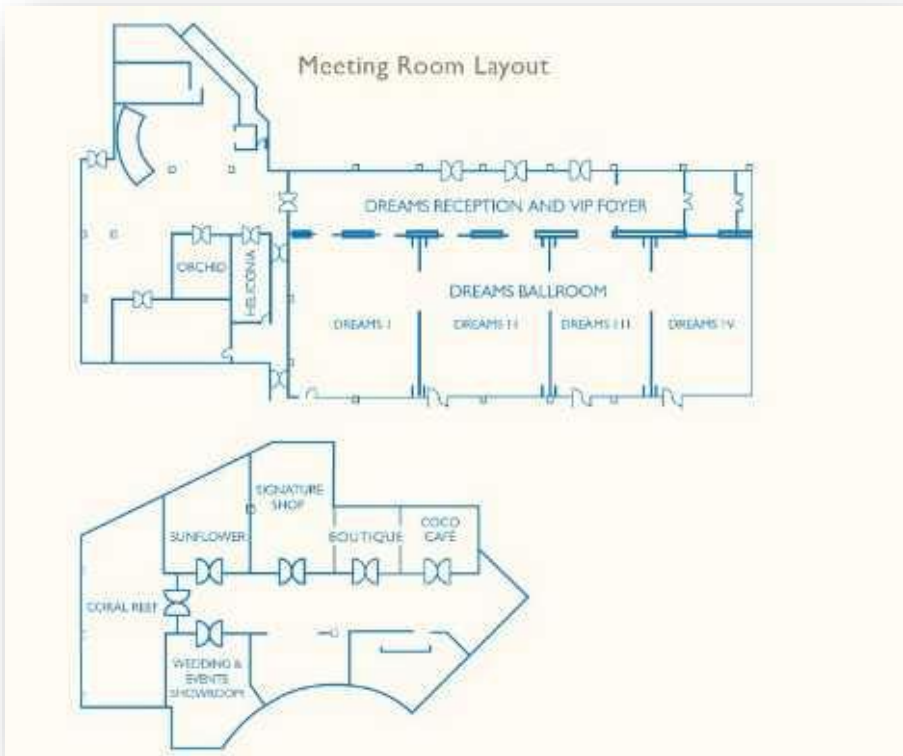 Meeting Room Layout
DREAMS RECEPTION AND VIP FOYER
ORCHID
HELICONIA
DREAMS BALLROOM
DREAMS I
DREAMS II
DREAMS III
DREAMS IV
SIGNATURE
SHOP
SUNFLOWER
BOUTIQUE
COCO
CAFÉ
CORAL REEF
WEDDING &
EVENTS
SHOWROOM